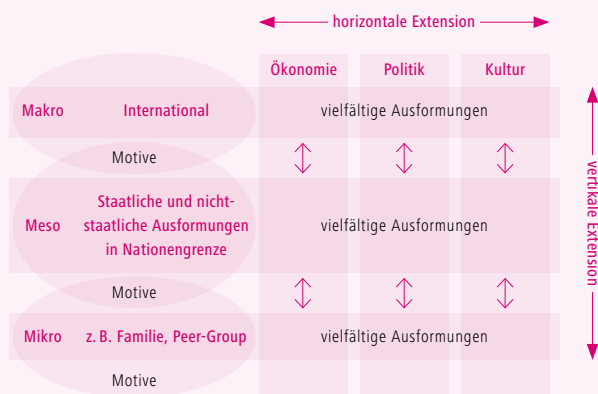 horizontale Extension
Ökonomie Politik Kultur
Makro International vielfältige Ausformungen
Motive
Staatliche und nicht-
Meso staatliche Ausformungen vielfältige Ausformungen
in Nationengrenze
Motive
Mikro z. B. Familie, Peer-Group vielfältige Ausformungen
Motive
vertikale Extension